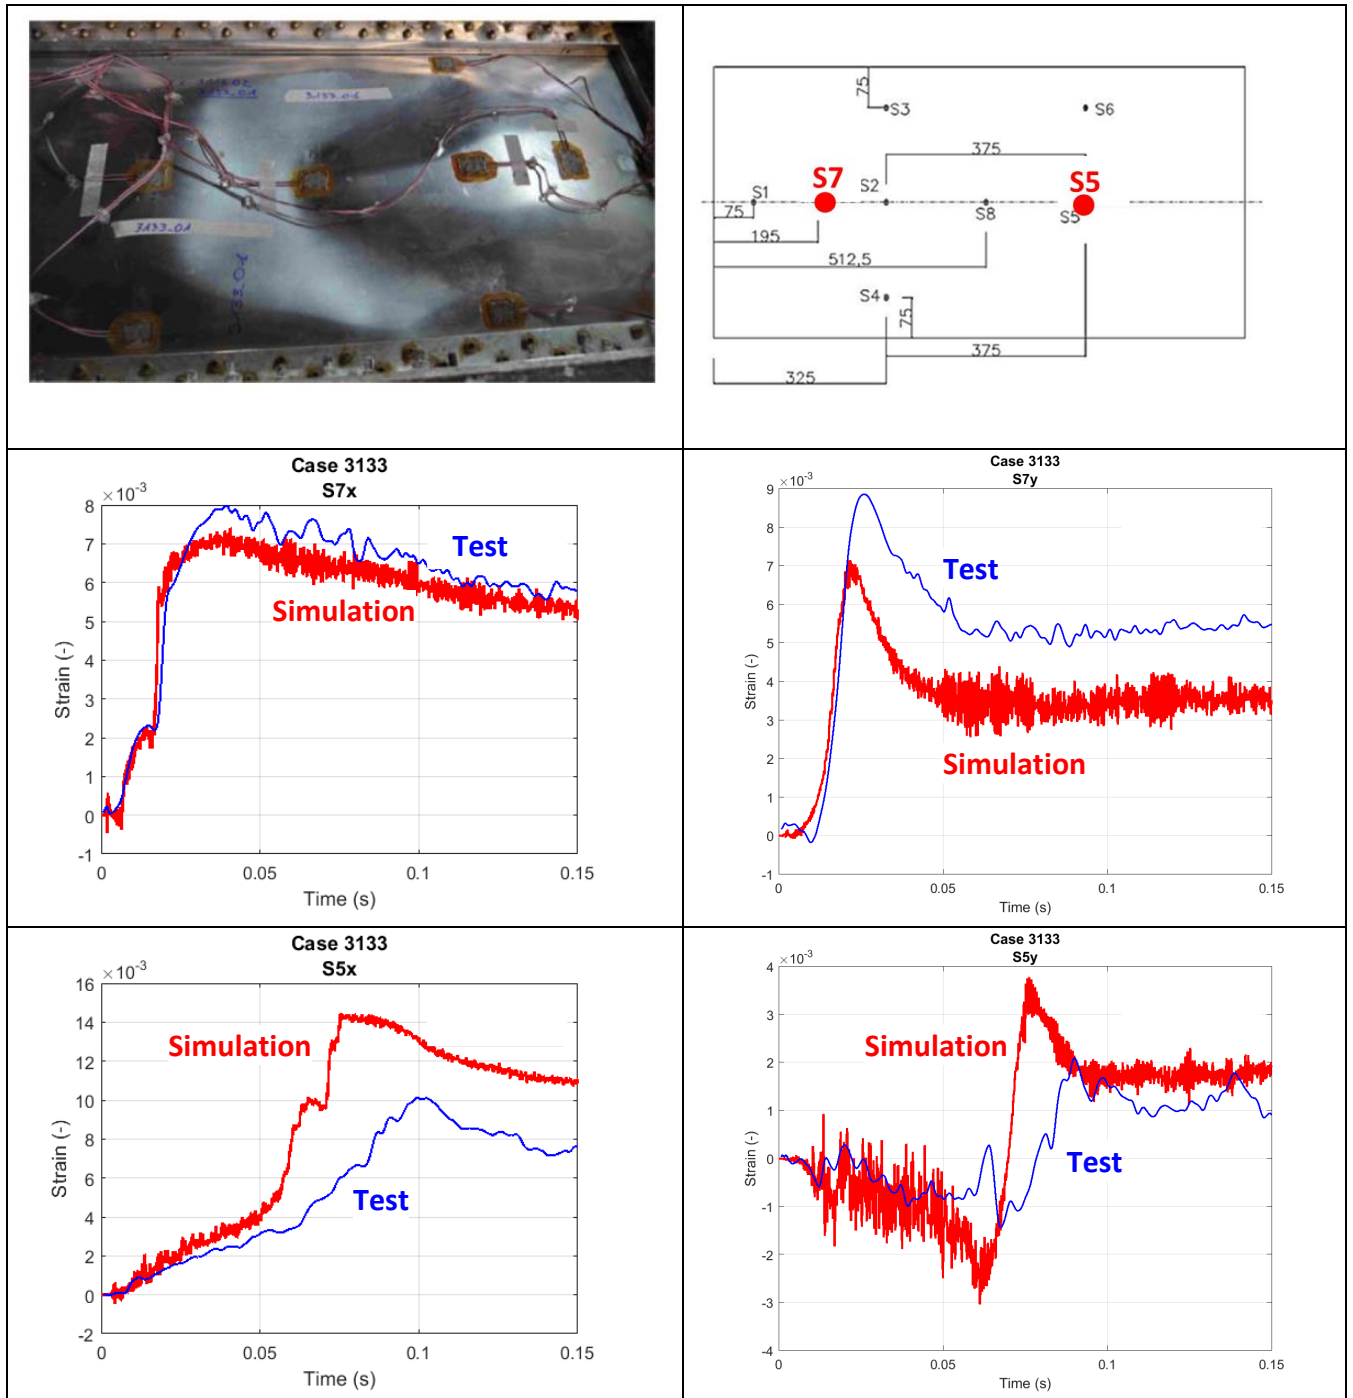 3133_02
3133_01
3133_01
3133_01
3133_01
75
S3
S6
375
S7
S5
S1
S2
S8
S5
75
195
512,5
S4
75
375
325
Case 3133
S7x
×10-3
8
7
6
5
4
3
2
1
0
-1
Test
Simulation
Strain (-)
0 0.05 0.1 0.15
Time (s)
Case 3133
S7y
×10-3
9
8
7
6
5
4
3
2
1
0
-1
Test
Simulation
Strain (-)
0 0.05 0.1 0.15
Time (s)
Case 3133
S5x
×10-3
16
14
12
10
8
6
4
2
0
-2
Simulation
Test
Strain (-)
0 0.05 0.1 0.15
Time (s)
Case 3133
S5y
×10-3
4
3
2
1
0
-1
-2
-3
-4
Simulation
Test
Strain (-)
0 0.05 0.1 0.15
Time (s)